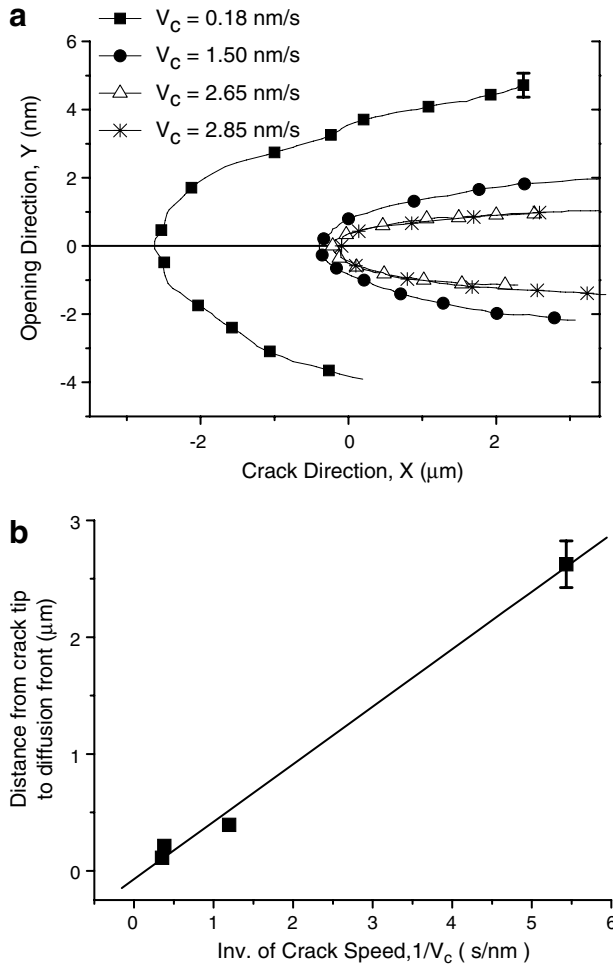 a
V_C = 0.18 nm/s
V_C = 1.50 nm/s
V_C = 2.65 nm/s
V_C = 2.85 nm/s
6
4
2
0
-2
-4
Opening Direction, Y (nm)
-2 0 2
Crack Direction, X (μm)
b
3
2
1
0
Distance from crack tip
to diffusion front (μm)
0 1 2 3 4 5 6
Inv. of Crack Speed,1/V_C ( s/nm )